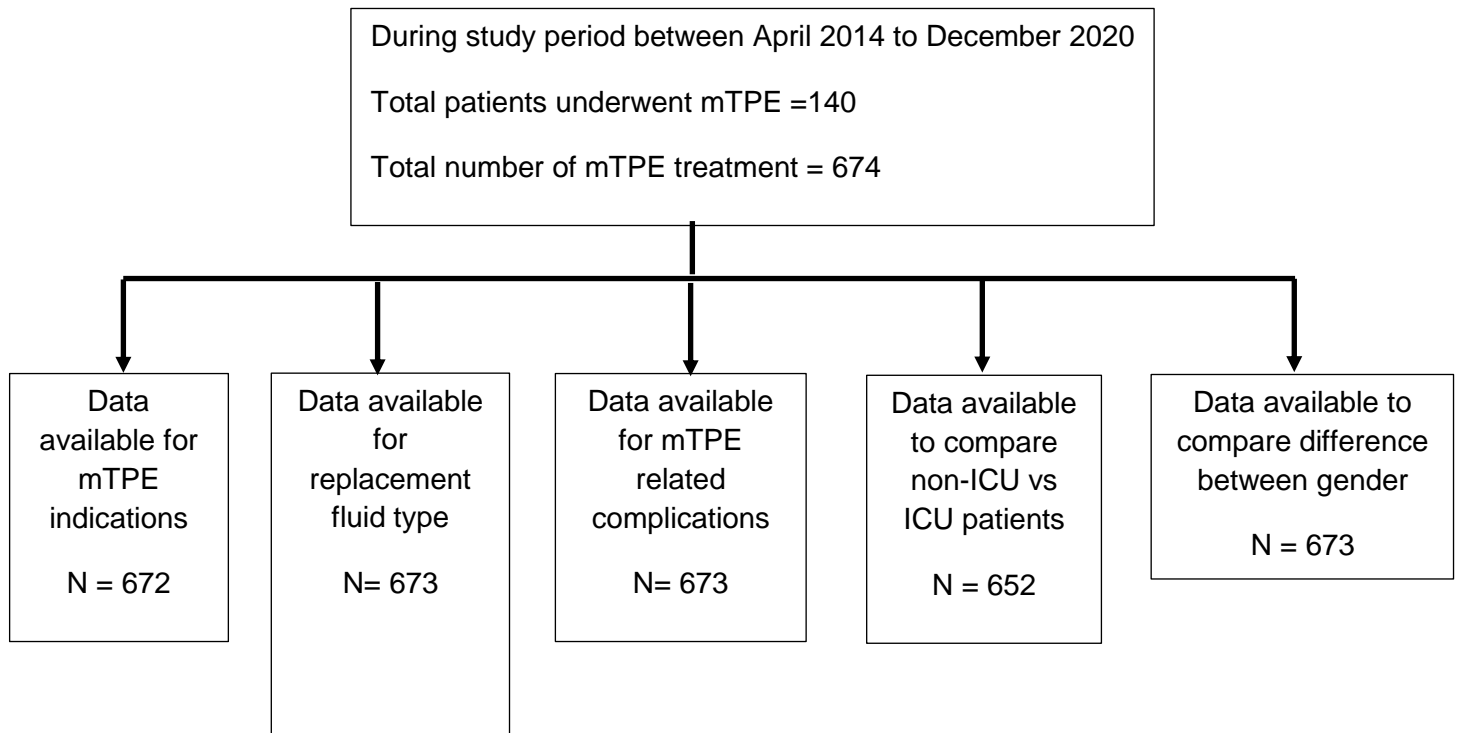 During study period between April 2014 to December 2020
Total patients underwent mTPE =140
Total number of mTPE treatment = 674
Data
available for
mTPE
indications
N = 672
Data available
for
replacement
fluid type
N= 673
Data available
for mTPE
related
complications
N= 673
Data available
to compare
non-ICU vs
ICU patients
N = 652
Data available to
compare difference
between gender
N = 673